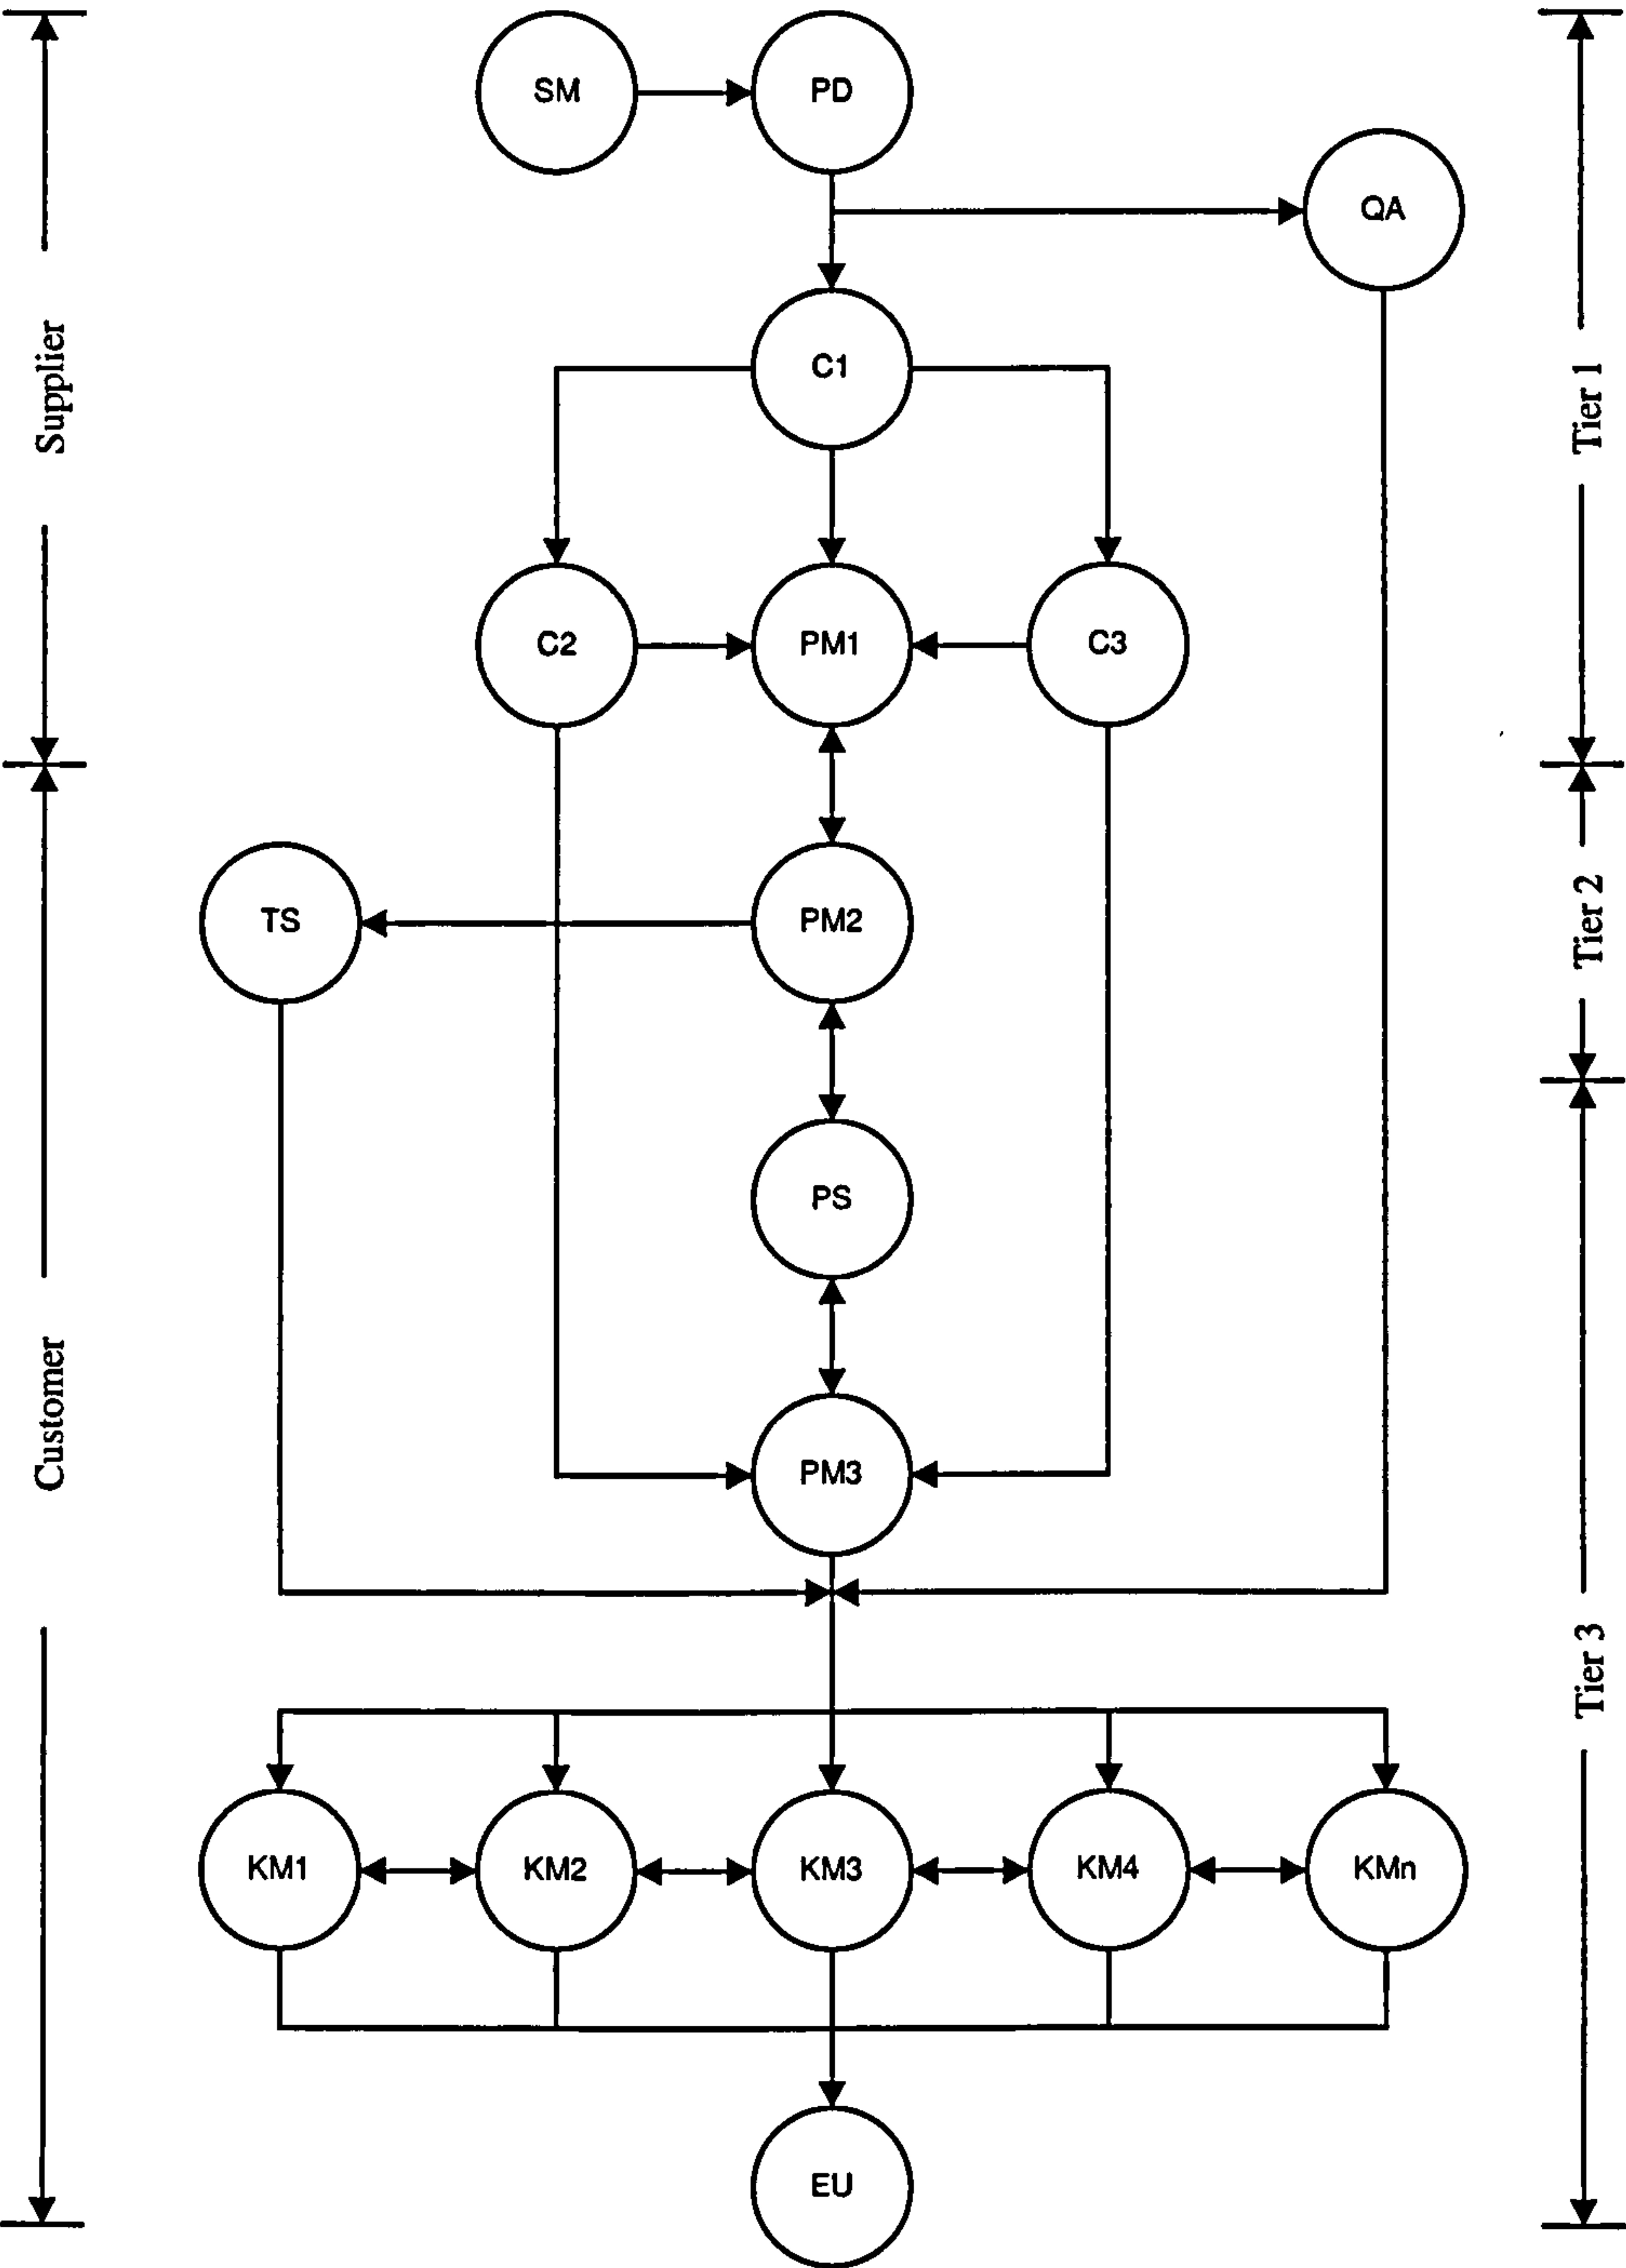 SM
PD
QA
C1
Supplier
Tier 1
C2
PM1
C3
TS
PM2
Tier 2
PS
Customer
PM3
Tier 3
KM1
KM2
KM3
KM4
KMn
EU